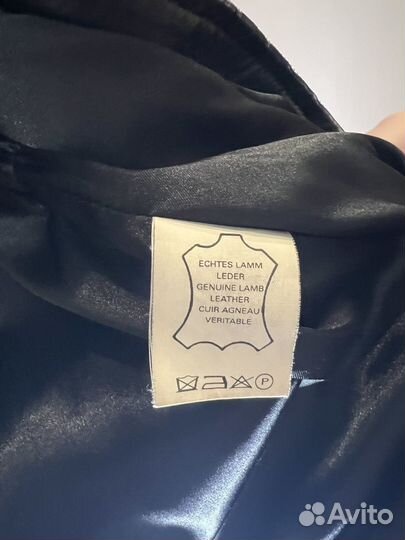 ECHTES LAMM
LEDER
GENUINE LAMB
LEATHER
CUIR AGNEAU
VERITABLE
P
Avito